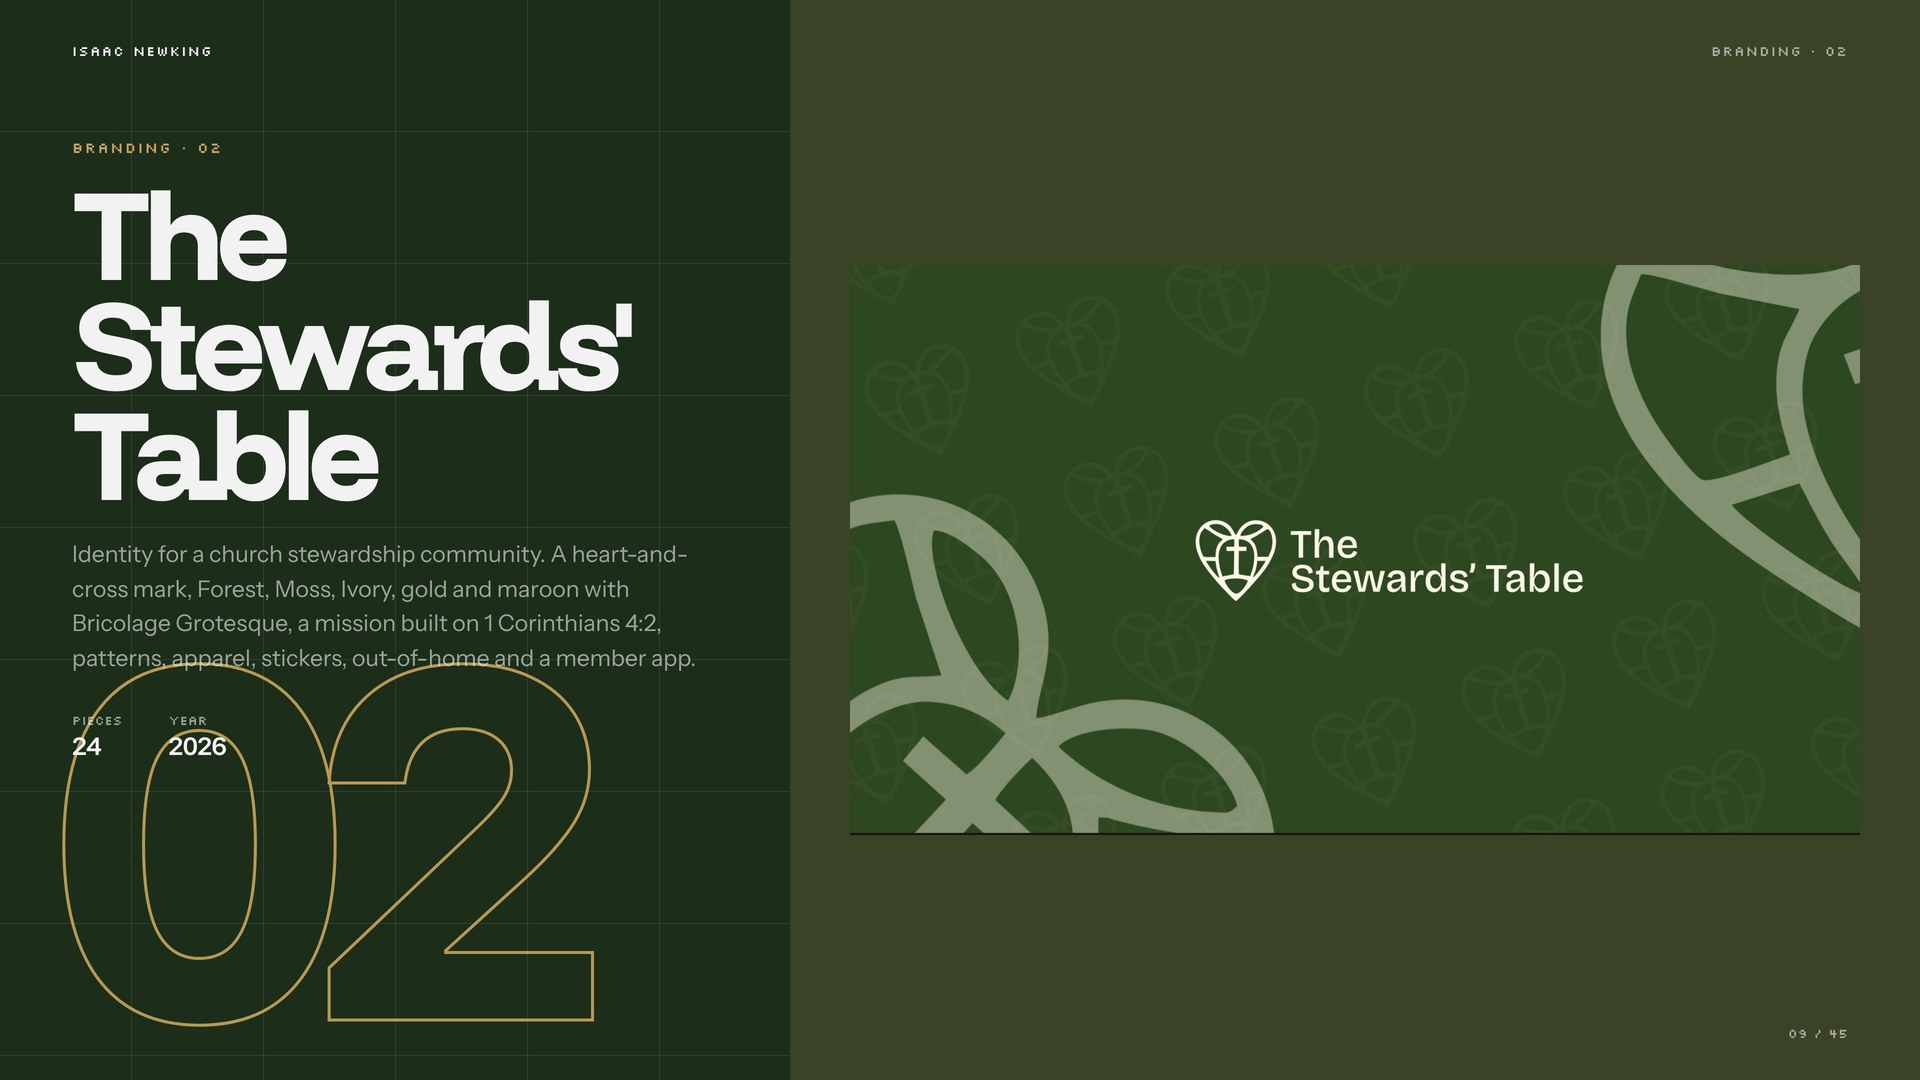 ISAAC NEWKING
BRANDING · 02
BRANDING · 02
The
Stewards'
Table
Identity for a church stewardship community. A heart-and-
cross mark, Forest, Moss, Ivory, gold and maroon with
Bricolage Grotesque, a mission built on 1 Corinthians 4:2,
patterns, apparel, stickers, out-of-home and a member app.
PIECES
24
YEAR
2026
02
The
Stewards’ Table
09 / 45